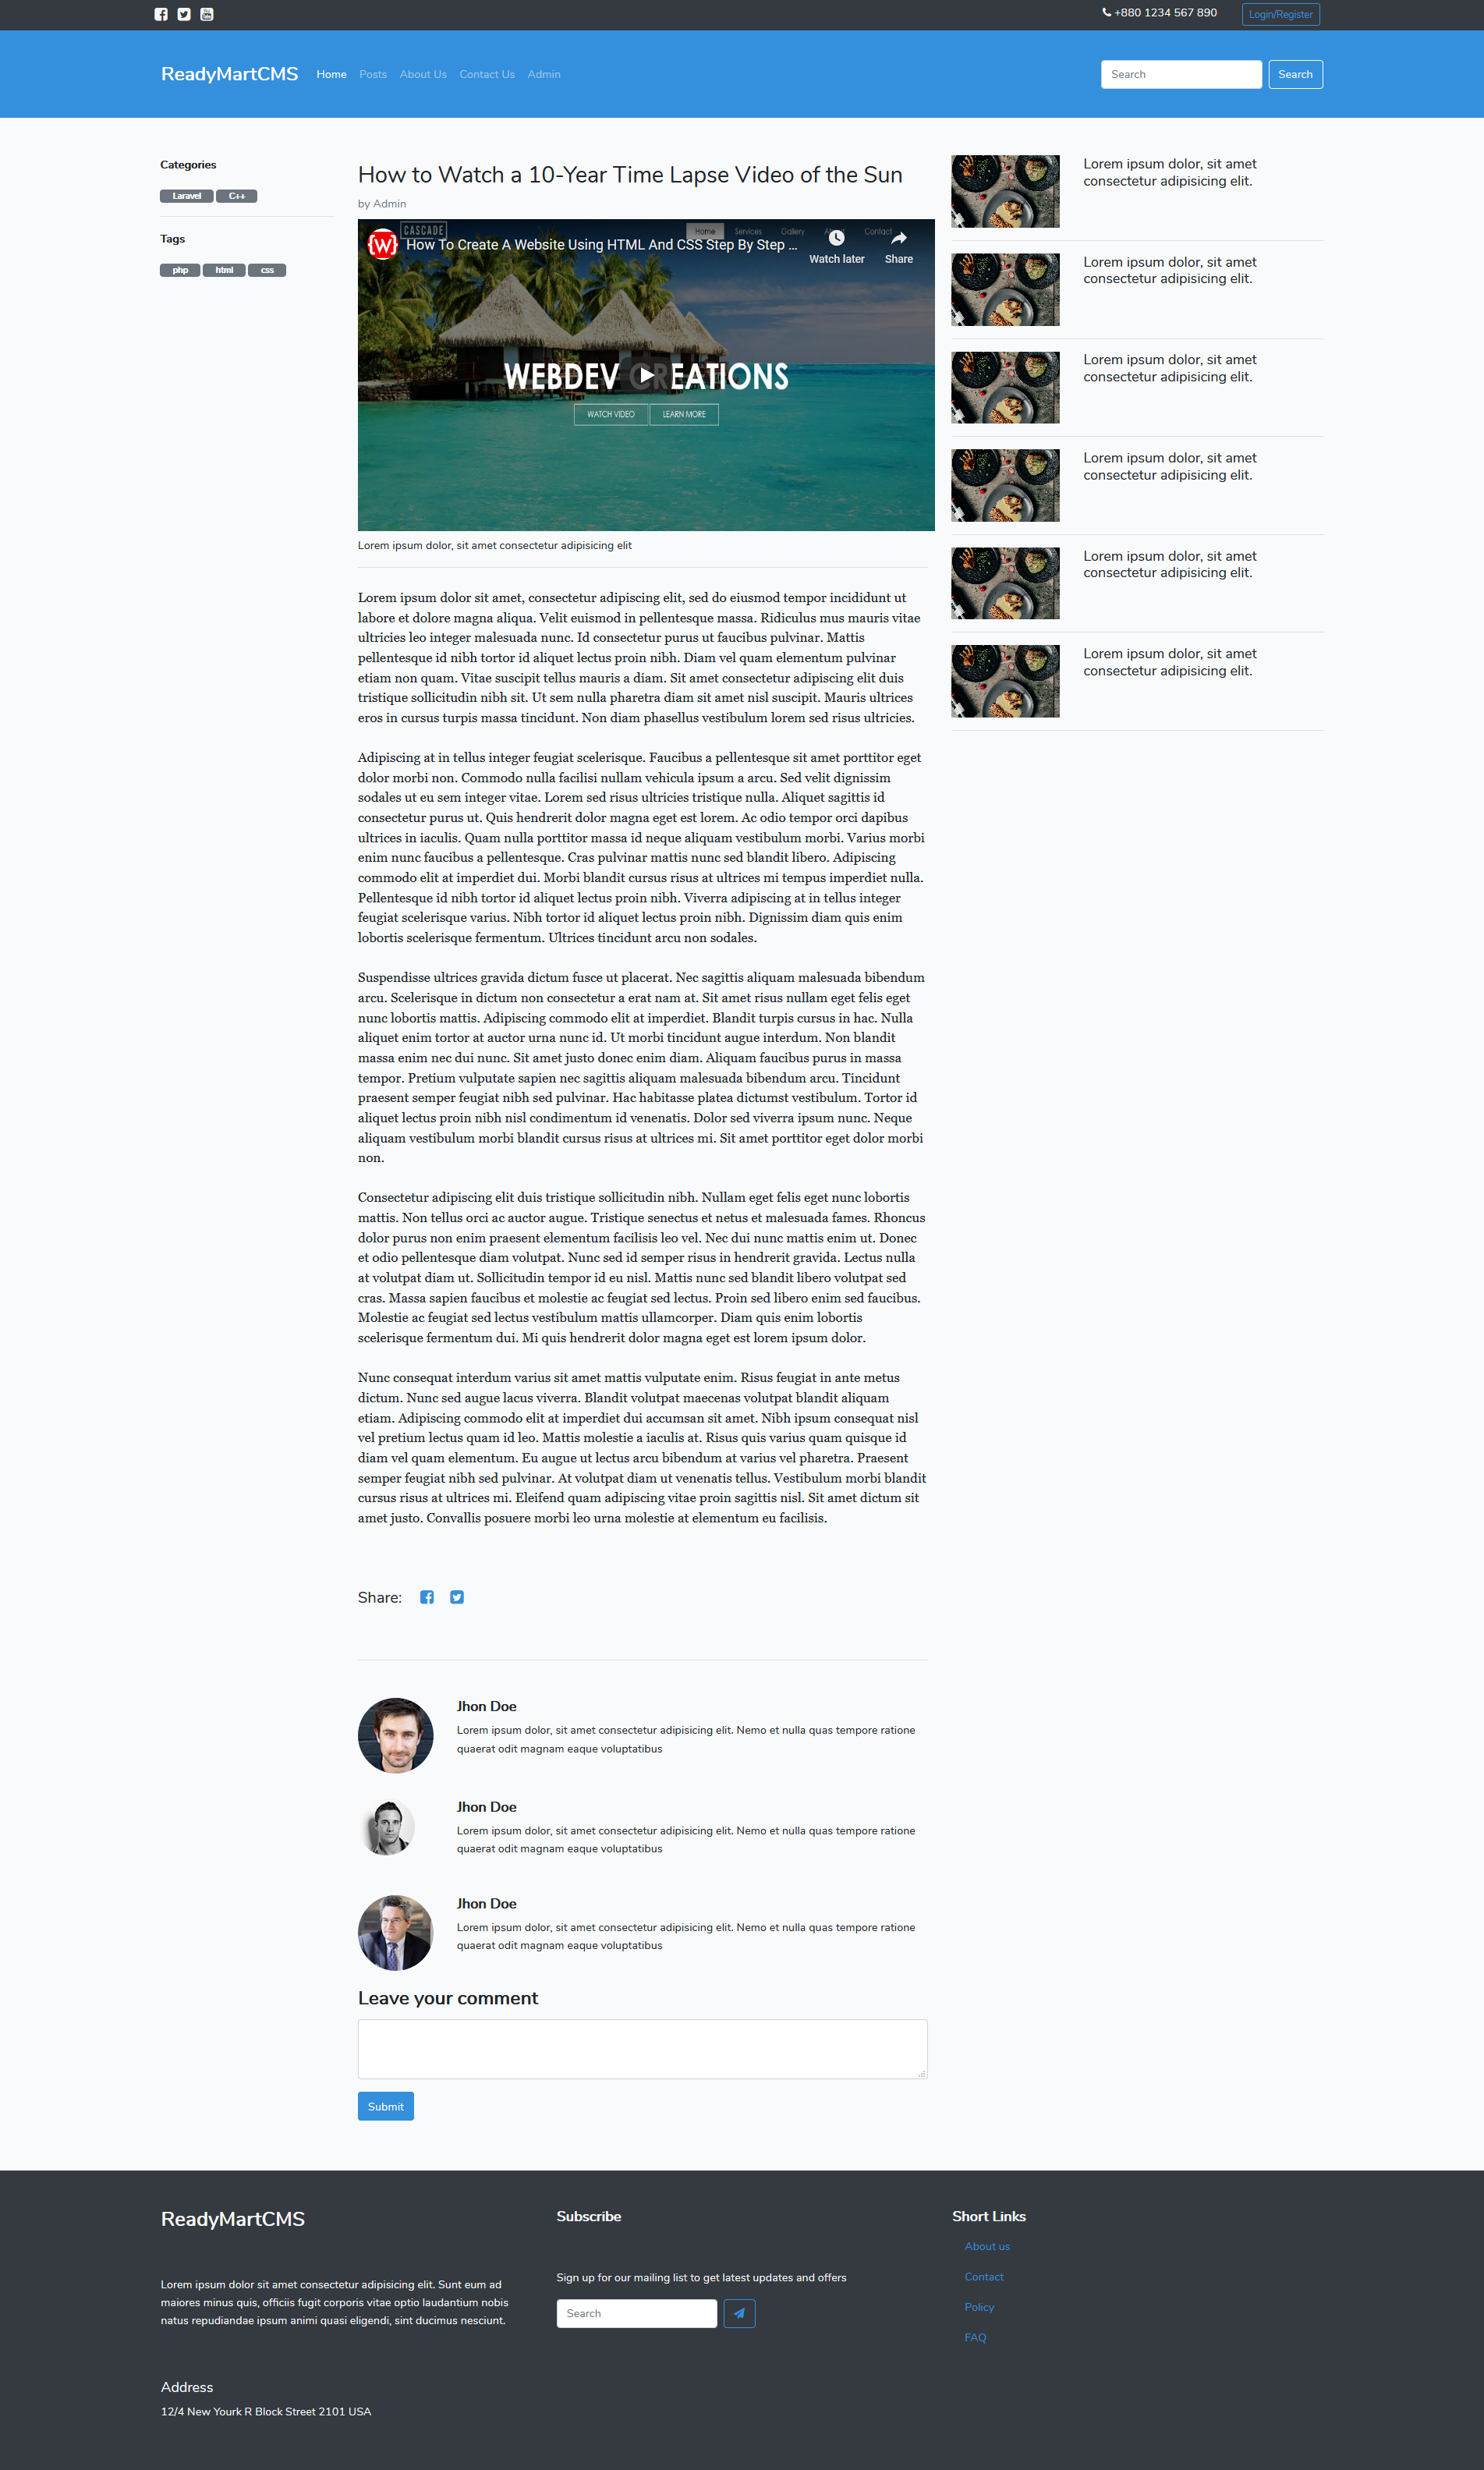 +880 1234 567 890
Login/Register
ReadyMartCMS
Home
Posts
About Us
Contact Us
Admin
Search
Search
Categories
Laravel
C++
Tags
php
html
css
How to Watch a 10-Year Time Lapse Video of the Sun
by Admin
CASCADE
Home
Services
Gallery
Contact
How To Create A Website Using HTML And CSS Step By Step ...
Watch later
Share
WEBDEV CREATIONS
WATCH VIDEO
LEARN MORE
Lorem ipsum dolor, sit amet consectetur adipisicing elit
Lorem ipsum dolor sit amet, consectetur adipiscing elit, sed do eiusmod tempor incididunt ut
labore et dolore magna aliqua. Velit euismod in pellentesque massa. Ridiculus mus mauris vitae
ultricies leo integer malesuada nunc. Id consectetur purus ut faucibus pulvinar. Mattis
pellentesque id nibh tortor id aliquet lectus proin nibh. Diam vel quam elementum pulvinar
etiam non quam. Vitae suscipit tellus mauris a diam. Sit amet consectetur adipiscing elit duis
tristique sollicitudin nibh sit. Ut sem nulla pharetra diam sit amet nisl suscipit. Mauris ultrices
eros in cursus turpis massa tincidunt. Non diam phasellus vestibulum lorem sed risus ultricies.
Adipiscing at in tellus integer feugiat scelerisque. Faucibus a pellentesque sit amet porttitor eget
dolor morbi non. Commodo nulla facilisi nullam vehicula ipsum a arcu. Sed velit dignissim
sodales ut eu sem integer vitae. Lorem sed risus ultricies tristique nulla. Aliquet sagittis id
consectetur purus ut. Quis hendrerit dolor magna eget est lorem. Ac odio tempor orci dapibus
ultrices in iaculis. Quam nulla porttitor massa id neque aliquam vestibulum morbi. Varius morbi
enim nunc faucibus a pellentesque. Cras pulvinar mattis nunc sed blandit libero. Adipiscing
commodo elit at imperdiet dui. Morbi blandit cursus risus at ultrices mi tempus imperdiet nulla.
Pellentesque id nibh tortor id aliquet lectus proin nibh. Viverra adipiscing at in tellus integer
feugiat scelerisque varius. Nibh tortor id aliquet lectus proin nibh. Dignissim diam quis enim
lobortis scelerisque fermentum. Ultrices tincidunt arcu non sodales.
Suspendisse ultrices gravida dictum fusce ut placerat. Nec sagittis aliquam malesuada bibendum
arcu. Scelerisque in dictum non consectetur a erat nam at. Sit amet risus nullam eget felis eget
nunc lobortis mattis. Adipiscing commodo elit at imperdiet. Blandit turpis cursus in hac. Nulla
aliquet enim tortor at auctor urna nunc id. Ut morbi tincidunt augue interdum. Non blandit
massa enim nec dui nunc. Sit amet justo donec enim diam. Aliquam faucibus purus in massa
tempor. Pretium vulputate sapien nec sagittis aliquam malesuada bibendum arcu. Tincidunt
praesent semper feugiat nibh sed pulvinar. Hac habitasse platea dictumst vestibulum. Tortor id
aliquet lectus proin nibh nisl condimentum id venenatis. Dolor sed viverra ipsum nunc. Neque
aliquam vestibulum morbi blandit cursus risus at ultrices mi. Sit amet porttitor eget dolor morbi
non.
Consectetur adipiscing elit duis tristique sollicitudin nibh. Nullam eget felis eget nunc lobortis
mattis. Non tellus orci ac auctor augue. Tristique senectus et netus et malesuada fames. Rhoncus
dolor purus non enim praesent elementum facilisis leo vel. Nec dui nunc mattis enim ut. Donec
et odio pellentesque diam volutpat. Nunc sed id semper risus in hendrerit gravida. Lectus nulla
at volutpat diam ut. Sollicitudin tempor id eu nisl. Mattis nunc sed blandit libero volutpat sed
cras. Massa sapien faucibus et molestie ac feugiat sed lectus. Proin sed libero enim sed faucibus.
Molestie ac feugiat sed lectus vestibulum mattis ullamcorper. Diam quis enim lobortis
scelerisque fermentum dui. Mi quis hendrerit dolor magna eget est lorem ipsum dolor.
Nunc consequat interdum varius sit amet mattis vulputate enim. Risus feugiat in ante metus
dictum. Nunc sed augue lacus viverra. Blandit volutpat maecenas volutpat blandit aliquam
etiam. Adipiscing commodo elit at imperdiet dui accumsan sit amet. Nibh ipsum consequat nisl
vel pretium lectus quam id leo. Mattis molestie a iaculis at. Risus quis varius quam quisque id
diam vel quam elementum. Eu augue ut lectus arcu bibendum at varius vel pharetra. Praesent
semper feugiat nibh sed pulvinar. At volutpat diam ut venenatis tellus. Vestibulum morbi blandit
cursus risus at ultrices mi. Eleifend quam adipiscing vitae proin sagittis nisl. Sit amet dictum sit
amet justo. Convallis posuere morbi leo urna molestie at elementum eu facilisis.
Share:
Jhon Doe
Lorem ipsum dolor, sit amet consectetur adipisicing elit. Nemo et nulla quas tempore ratione
quaerat odit magnam eaque voluptatibus
Jhon Doe
Lorem ipsum dolor, sit amet consectetur adipisicing elit. Nemo et nulla quas tempore ratione
quaerat odit magnam eaque voluptatibus
Jhon Doe
Lorem ipsum dolor, sit amet consectetur adipisicing elit. Nemo et nulla quas tempore ratione
quaerat odit magnam eaque voluptatibus
Leave your comment
Submit
Lorem ipsum dolor, sit amet
consectetur adipisicing elit.
Lorem ipsum dolor, sit amet
consectetur adipisicing elit.
Lorem ipsum dolor, sit amet
consectetur adipisicing elit.
Lorem ipsum dolor, sit amet
consectetur adipisicing elit.
Lorem ipsum dolor, sit amet
consectetur adipisicing elit.
Lorem ipsum dolor, sit amet
consectetur adipisicing elit.
ReadyMartCMS
Lorem ipsum dolor sit amet consectetur adipisicing elit. Sunt eum ad
maiores minus quis, officiis fugit corporis vitae optio laudantium nobis
natus repudiandae ipsum animi quasi eligendi, sint ducimus nesciunt.
Address
12/4 New Yourk R Block Street 2101 USA
Subscribe
Sign up for our mailing list to get latest updates and offers
Search
Short Links
About us
Contact
Policy
FAQ